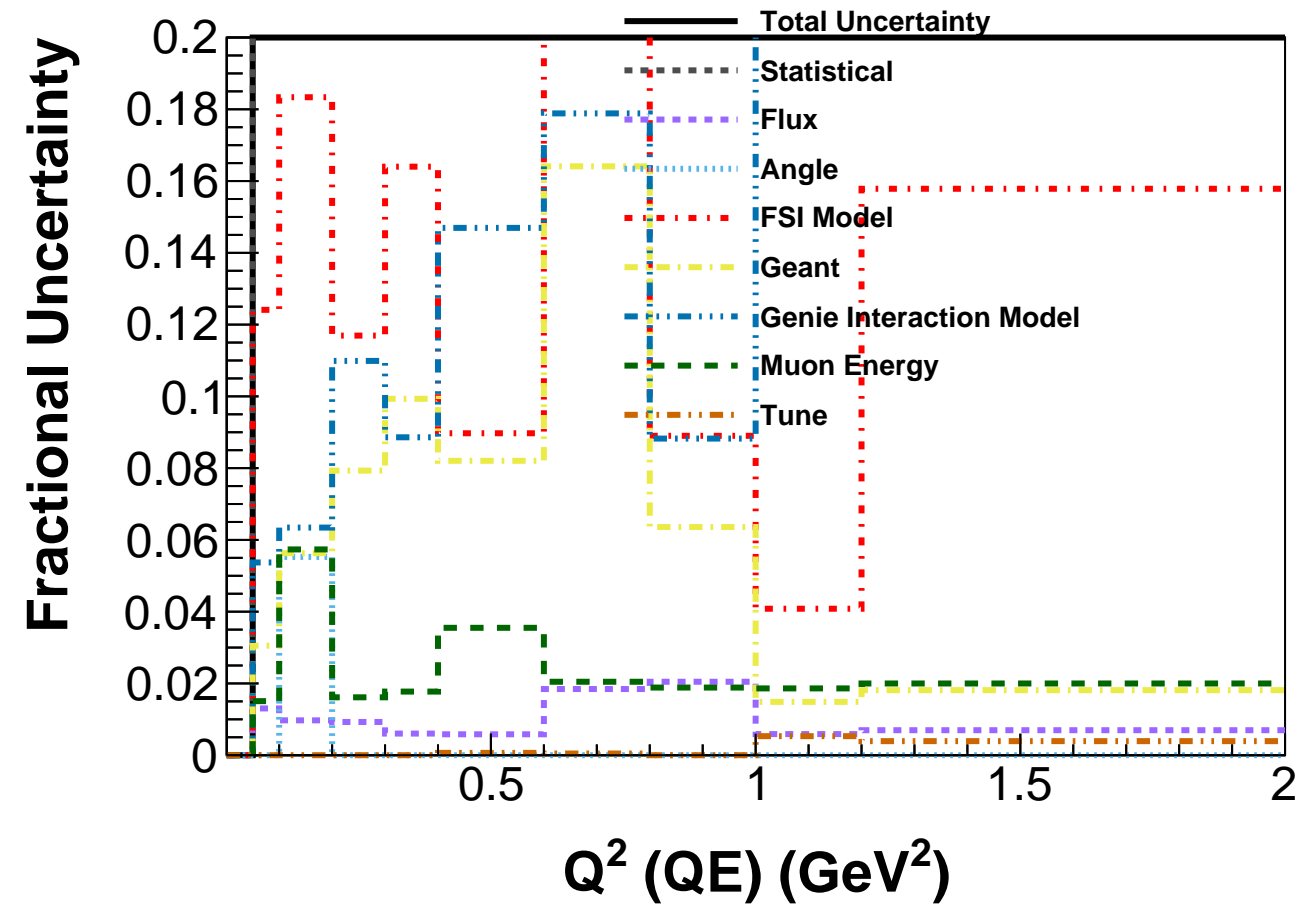 Total Uncertainty
Statistical
Flux
Angle
FSI Model
Geant
Genie Interaction Model
Muon Energy
Tune
Fractional Uncertainty
0.2
0.18
0.16
0.14
0.12
0.1
0.08
0.06
0.04
0.02
0
0.5 1 1.5 2
Q² (QE) (GeV²)